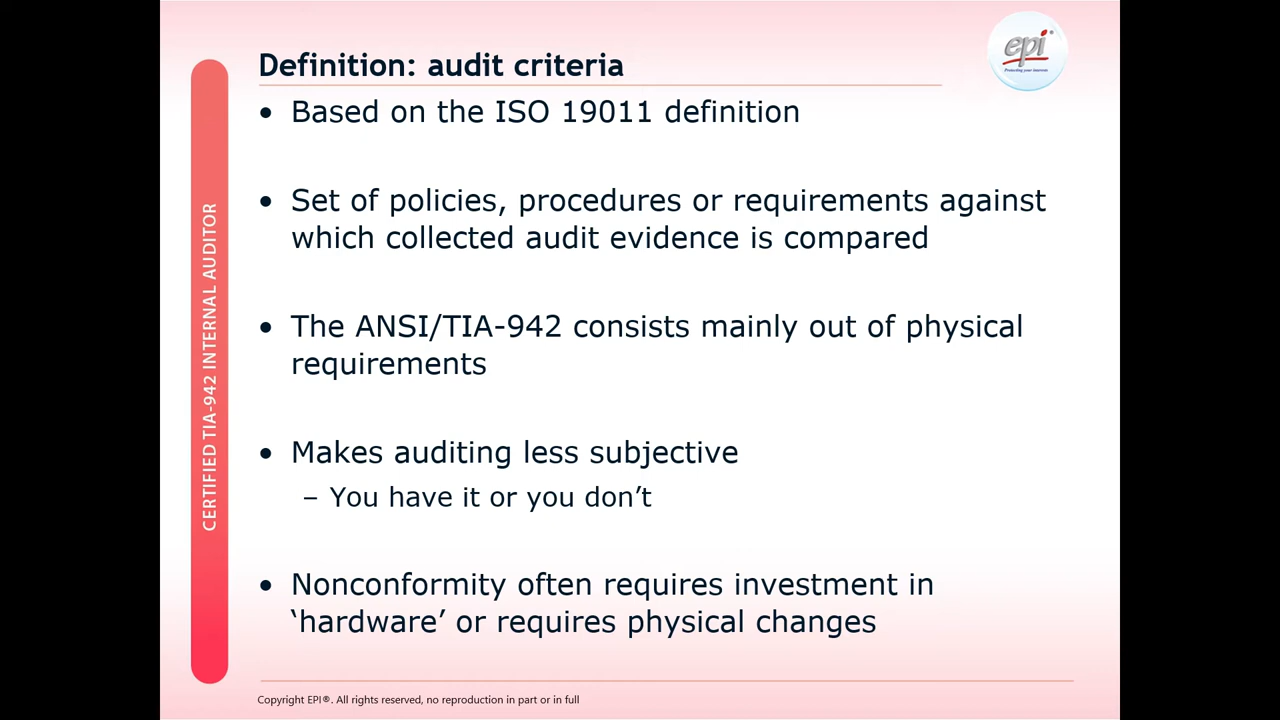 Definition: audit criteria
epi®
Protecting your interests
• Based on the ISO 19011 definition
• Set of policies, procedures or requirements against
which collected audit evidence is compared
• The ANSI/TIA-942 consists mainly out of physical
requirements
• Makes auditing less subjective
– You have it or you don’t
• Nonconformity often requires investment in
‘hardware’ or requires physical changes
CERTIFIED TIA-942 INTERNAL AUDITOR
Copyright EPI®. All rights reserved, no reproduction in part or in full